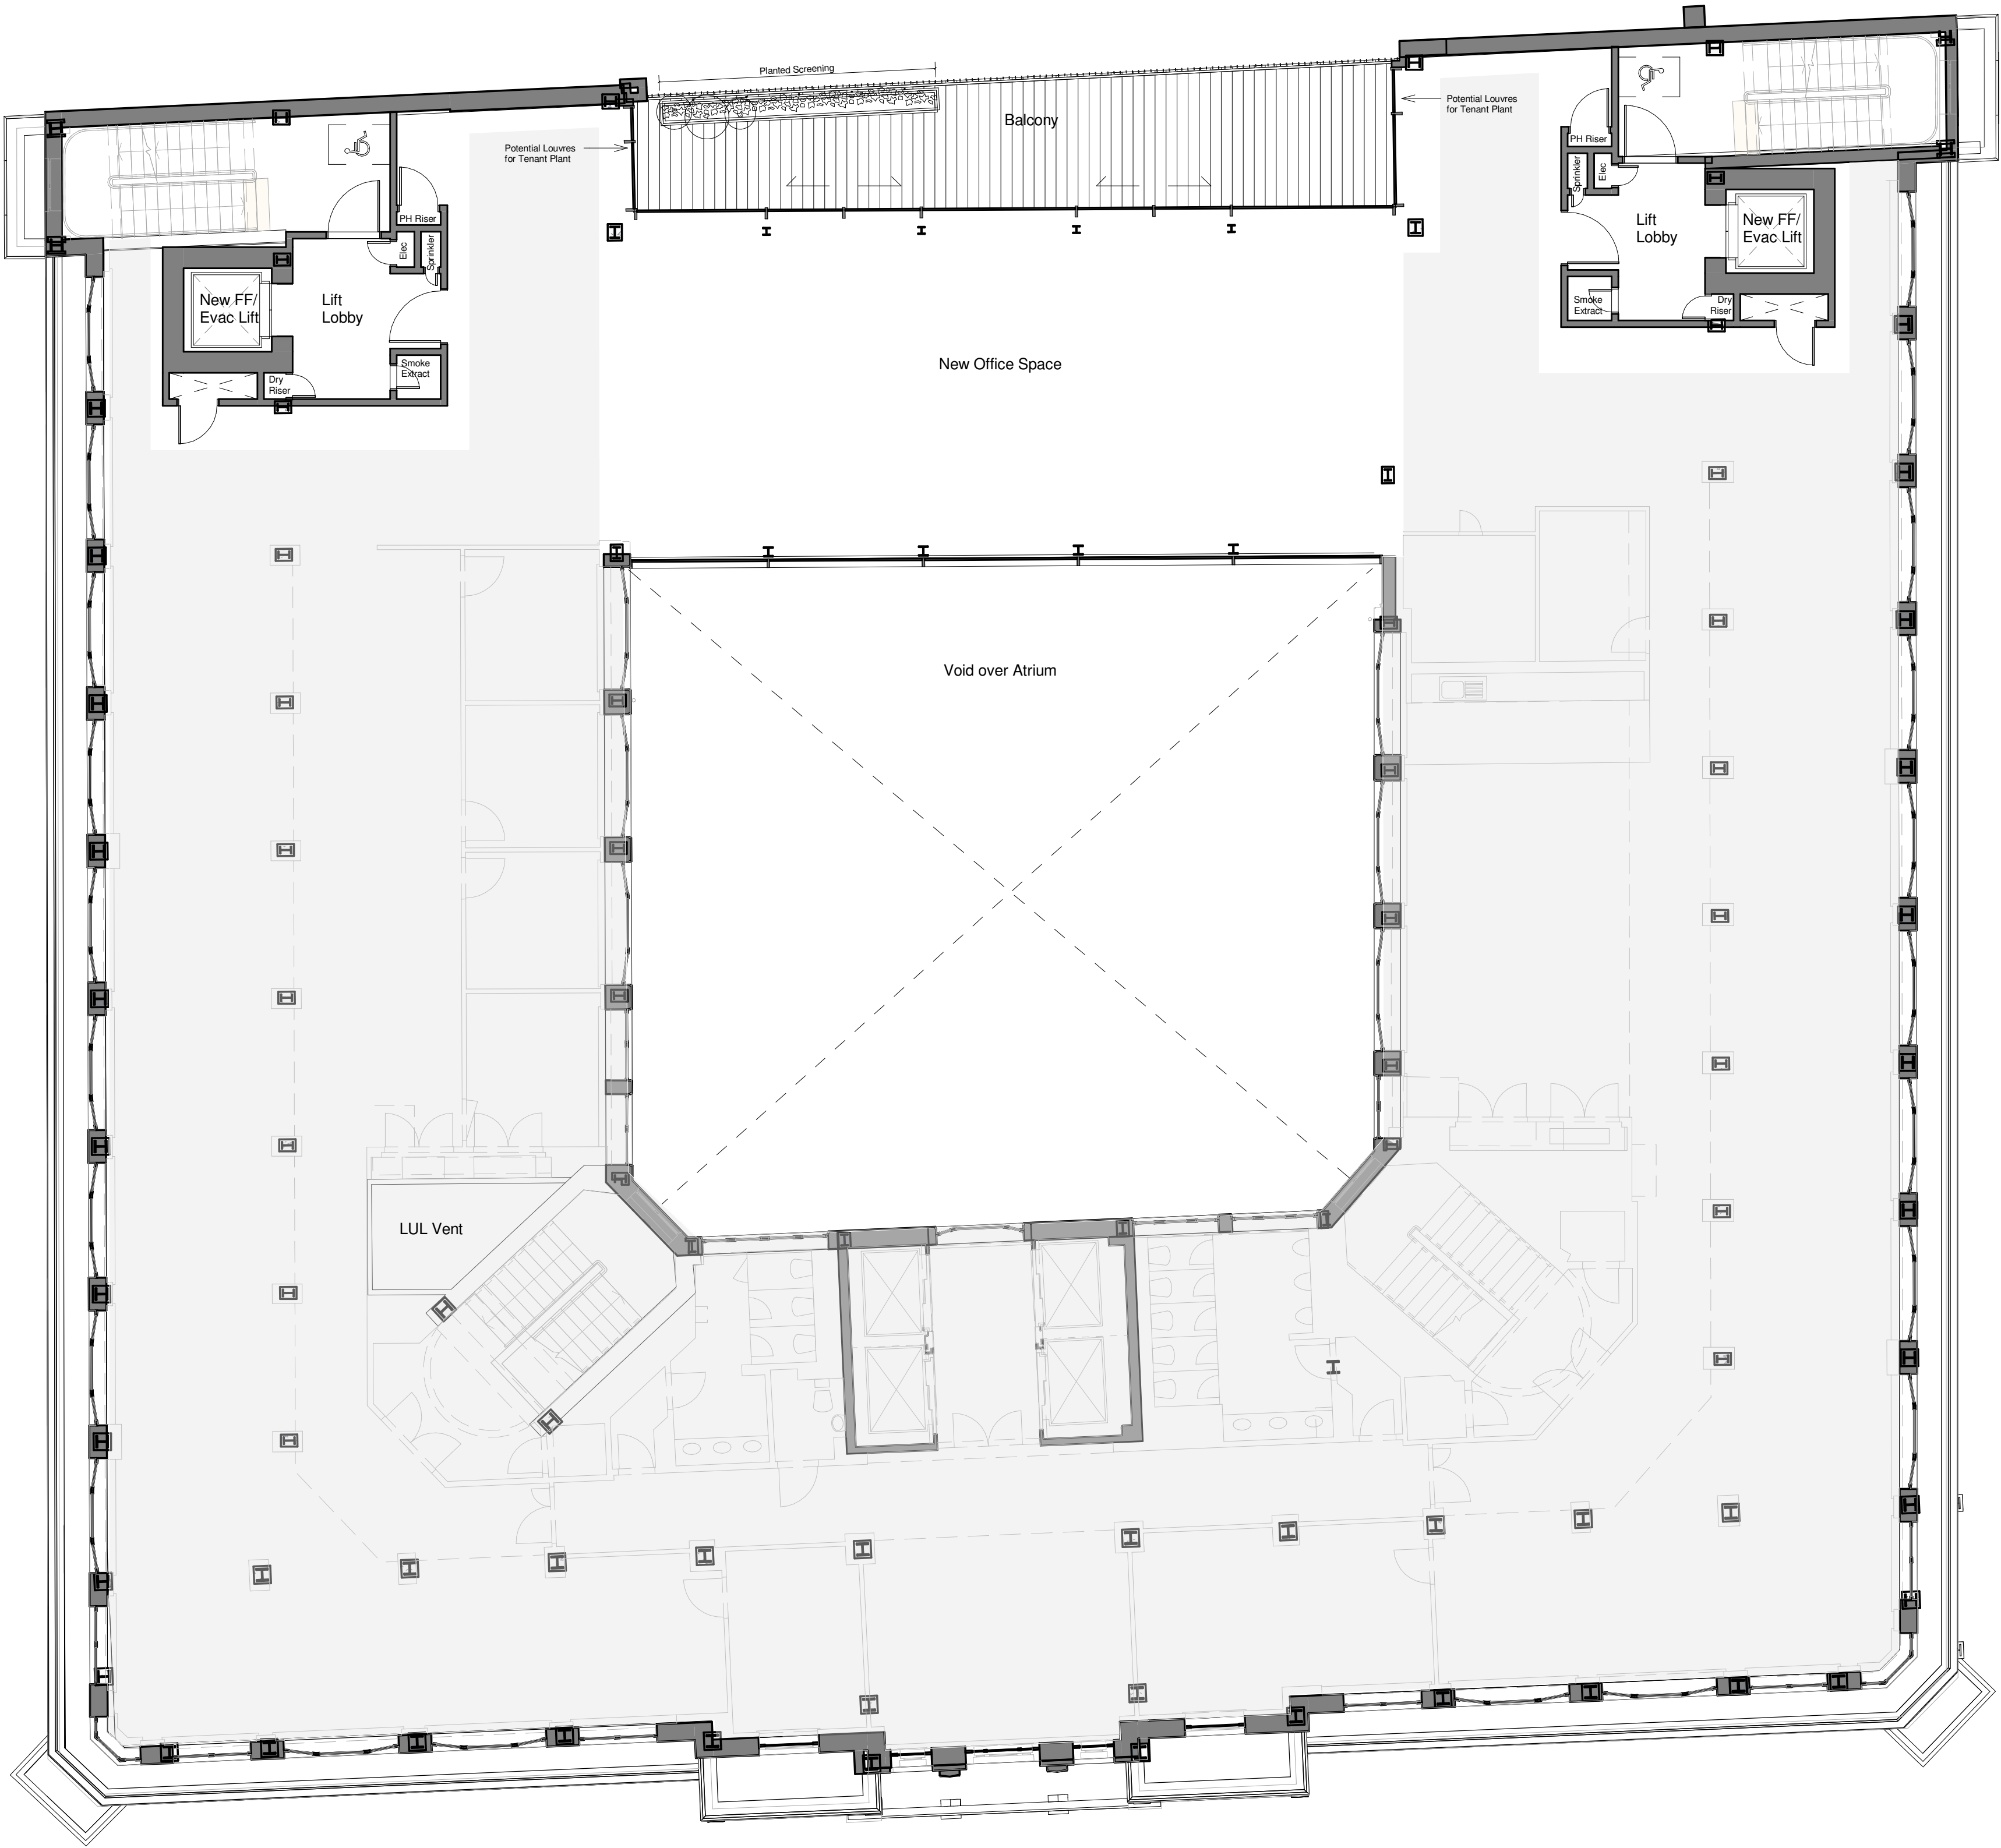 Planted Screening
Balcony
Potential Louvres
for Tenant Plant
Potential Louvres
for Tenant Plant
PH Riser
Elec
Sprinkler
New FF/
Evac Lift
Lift
Lobby
Smoke
Extract
Dry
Riser
PH Riser
Sprinkler
Elec
Lift
Lobby
New FF/
Evac Lift
Smoke
Extract
Dry
Riser
New Office Space
Void over Atrium
LUL Vent